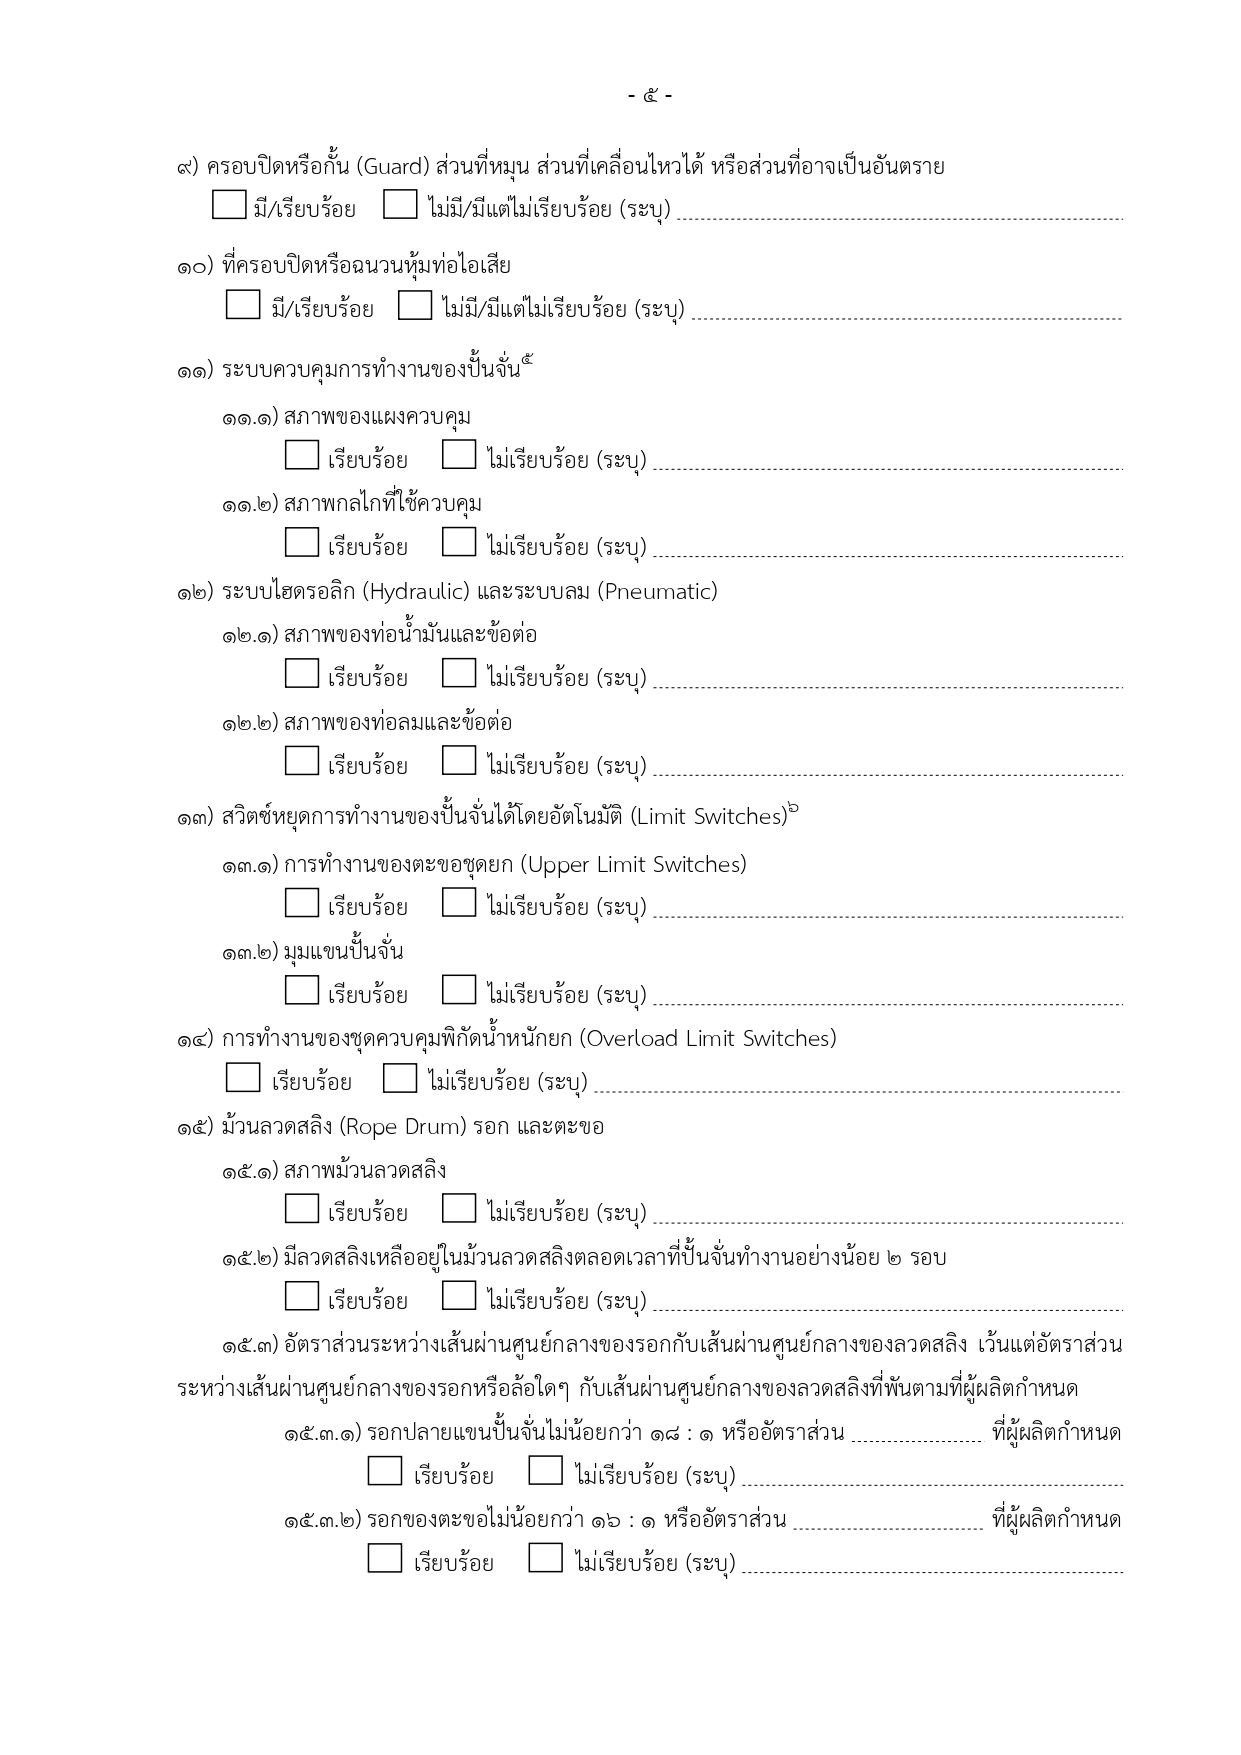 - ๕ -
๙) ครอบปิดหรือกั้น (Guard) ส่วนที่หมุน ส่วนที่เคลื่อนไหวได้ หรือส่วนที่อาจเป็นอันตราย
มี/เรียบร้อย ไม่มี/มีแต่ไม่เรียบร้อย (ระบุ)
๑๐) ที่ครอบปิดหรือฉนวนหุ้มท่อไอเสีย
มี/เรียบร้อย ไม่มี/มีแต่ไม่เรียบร้อย (ระบุ)
๑๑) ระบบควบคุมการทำงานของปั้นจั่น๕
๑๑.๑) สภาพของแผงควบคุม
เรียบร้อย ไม่เรียบร้อย (ระบุ)
๑๑.๒) สภาพกลไกที่ใช้ควบคุม
เรียบร้อย ไม่เรียบร้อย (ระบุ)
๑๒) ระบบไฮดรอลิก (Hydraulic) และระบบลม (Pneumatic)
๑๒.๑) สภาพของท่อน้ำมันและข้อต่อ
เรียบร้อย ไม่เรียบร้อย (ระบุ)
๑๒.๒) สภาพของท่อลมและข้อต่อ
เรียบร้อย ไม่เรียบร้อย (ระบุ)
๑๓) สวิตซ์หยุดการทำงานของปั้นจั่นได้โดยอัตโนมัติ (Limit Switches)๖
๑๓.๑) การทำงานของตะขอชุดยก (Upper Limit Switches)
เรียบร้อย ไม่เรียบร้อย (ระบุ)
๑๓.๒) มุมแขนปั้นจั่น
เรียบร้อย ไม่เรียบร้อย (ระบุ)
๑๔) การทำงานของชุดควบคุมพิกัดน้ำหนักยก (Overload Limit Switches)
เรียบร้อย ไม่เรียบร้อย (ระบุ)
๑๕) ม้วนลวดสลิง (Rope Drum) รอก และตะขอ
๑๕.๑) สภาพม้วนลวดสลิง
เรียบร้อย ไม่เรียบร้อย (ระบุ)
๑๕.๒) มีลวดสลิงเหลืออยู่ในม้วนลวดสลิงตลอดเวลาที่ปั้นจั่นทำงานอย่างน้อย ๒ รอบ
เรียบร้อย ไม่เรียบร้อย (ระบุ)
๑๕.๓) อัตราส่วนระหว่างเส้นผ่านศูนย์กลางของรอกกับเส้นผ่านศูนย์กลางของลวดสลิง เว้นแต่อัตราส่วน
ระหว่างเส้นผ่านศูนย์กลางของรอกหรือล้อใดๆ กับเส้นผ่านศูนย์กลางของลวดสลิงที่พันตามที่ผู้ผลิตกำหนด
๑๕.๓.๑) รอกปลายแขนปั้นจั่นไม่น้อยกว่า ๑๘ : ๑ หรืออัตราส่วน ที่ผู้ผลิตกำหนด
เรียบร้อย ไม่เรียบร้อย (ระบุ)
๑๕.๓.๒) รอกของตะขอไม่น้อยกว่า ๑๖ : ๑ หรืออัตราส่วน ที่ผู้ผลิตกำหนด
เรียบร้อย ไม่เรียบร้อย (ระบุ)